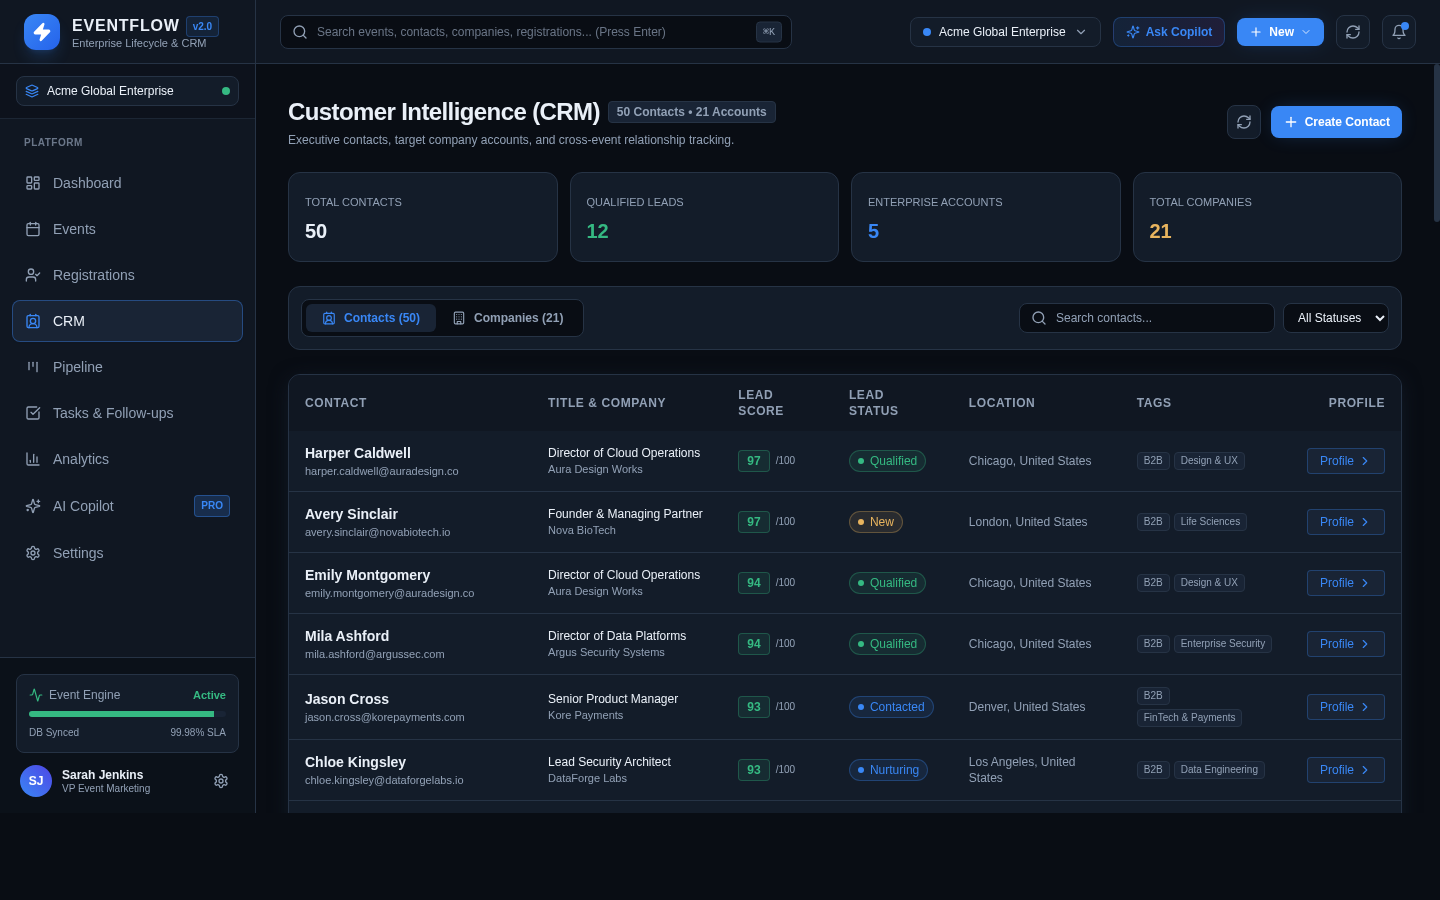 EVENTFLOW v2.0
Enterprise Lifecycle & CRM
Search events, contacts, companies, registrations... (Press Enter)
⌘K
Acme Global Enterprise
Ask Copilot
New
Acme Global Enterprise
PLATFORM
Dashboard
Events
Registrations
CRM
Pipeline
Tasks & Follow-ups
Analytics
AI Copilot PRO
Settings
Event Engine Active
DB Synced 99.98% SLA
SJ
Sarah Jenkins
VP Event Marketing
Customer Intelligence (CRM) 50 Contacts • 21 Accounts
Executive contacts, target company accounts, and cross-event relationship tracking.
Create Contact
TOTAL CONTACTS
50
QUALIFIED LEADS
12
ENTERPRISE ACCOUNTS
5
TOTAL COMPANIES
21
Contacts (50) Companies (21)
Search contacts...
All Statuses
CONTACT TITLE & COMPANY LEAD SCORE LEAD STATUS LOCATION TAGS PROFILE
Harper Caldwell
harper.caldwell@auradesign.co
Director of Cloud Operations
Aura Design Works
97 /100 Qualified Chicago, United States B2B Design & UX Profile
Avery Sinclair
avery.sinclair@novabiotech.io
Founder & Managing Partner
Nova BioTech
97 /100 New London, United States B2B Life Sciences Profile
Emily Montgomery
emily.montgomery@auradesign.co
Director of Cloud Operations
Aura Design Works
94 /100 Qualified Chicago, United States B2B Design & UX Profile
Mila Ashford
mila.ashford@argussec.com
Director of Data Platforms
Argus Security Systems
94 /100 Qualified Chicago, United States B2B Enterprise Security Profile
Jason Cross
jason.cross@korepayments.com
Senior Product Manager
Kore Payments
93 /100 Contacted Denver, United States
B2B
FinTech & Payments
Profile
Chloe Kingsley
chloe.kingsley@dataforgelabs.io
Lead Security Architect
DataForge Labs
93 /100 Nurturing
Los Angeles, United
States
B2B Data Engineering Profile